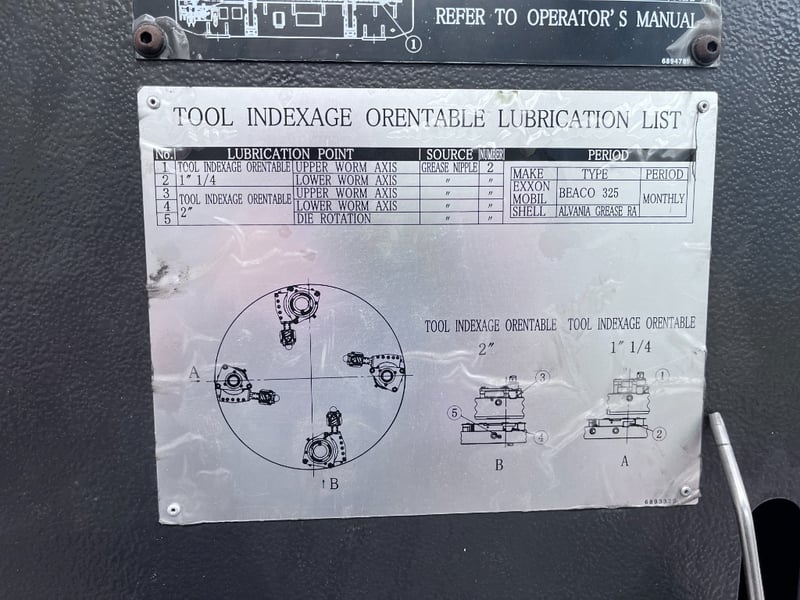 ①
REFER TO OPERATOR'S MANUAL
TOOL INDEXAGE ORENTABLE LUBRICATION LIST
No. LUBRICATION POINT SOURCE NUMBER PERIOD
1 TOOL INDEXAGE ORENTABLE UPPER WORM AXIS GREASE NIPPLE 2
2 1" 1/4 LOWER WORM AXIS " "
3 TOOL INDEXAGE ORENTABLE UPPER WORM AXIS " "
4 2" LOWER WORM AXIS " "
5 DIE ROTATION " "
MAKE TYPE PERIOD
EXXON MOBIL BEACO 325 MONTHLY
SHELL ALVANIA GREASE RA
TOOL INDEXAGE ORENTABLE TOOL INDEXAGE ORENTABLE
2" 1" 1/4
A
③ ①
⑤
④ ②
↑B
B A